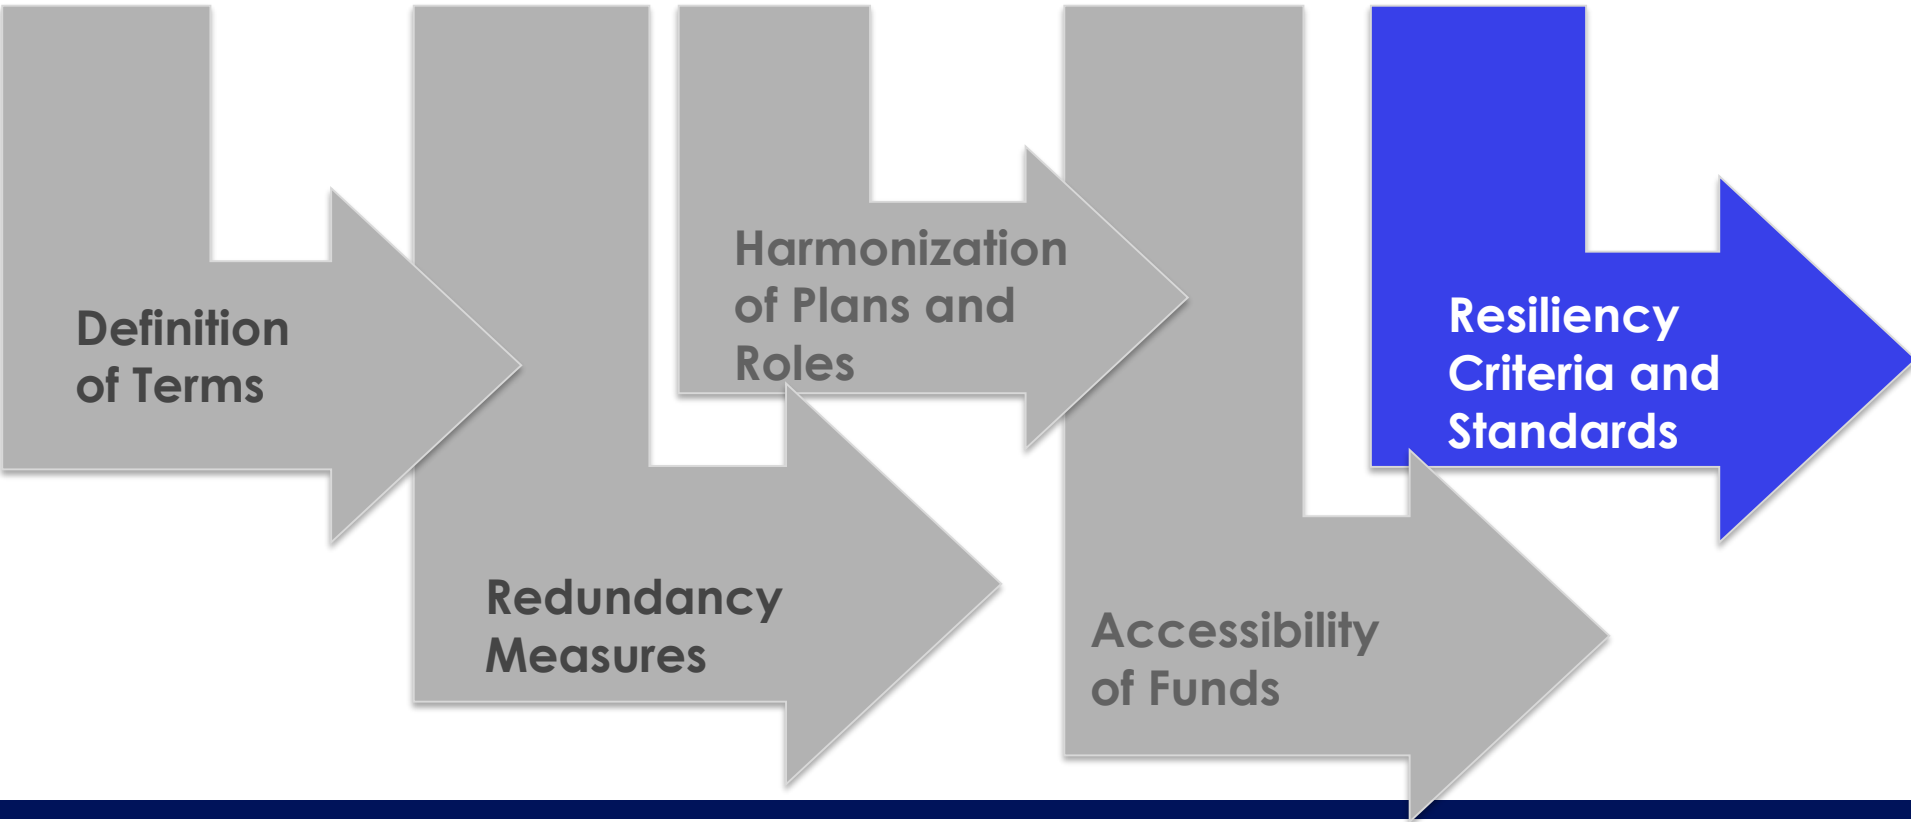 Definition
of Terms
Redundancy
Measures
Harmonization
of Plans and
Roles
Accessibility
of Funds
Resiliency
Criteria and
Standards